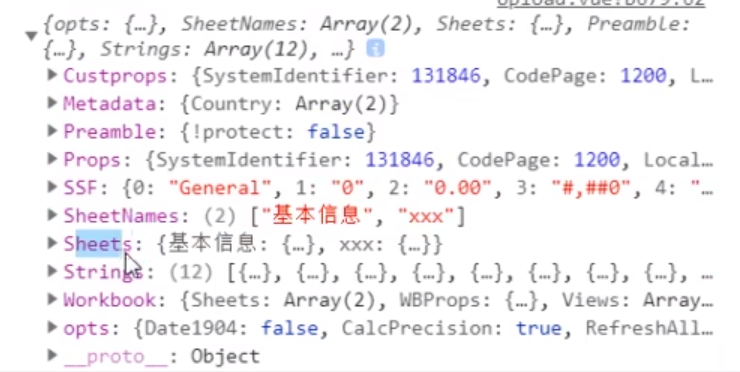 {opts: {…}, SheetNames: Array(2), Sheets: {…}, Preamble:
{…}, Strings: Array(12), …} i
Custprops: {SystemIdentifier: 131846, CodePage: 1200, L…
Metadata: {Country: Array(2)}
Preamble: {!protect: false}
Props: {SystemIdentifier: 131846, CodePage: 1200, Local…
SSF: {0: "General", 1: "0", 2: "0.00", 3: "#,##0", 4: "…
SheetNames: (2) ["基本信息", "xxx"]
Sheets: {基本信息: {…}, xxx: {…}}
Strings: (12) [{…}, {…}, {…}, {…}, {…}, {…}, {…}, {…}, …
Workbook: {Sheets: Array(2), WBProps: {…}, Views: Array…
opts: {Date1904: false, CalcPrecision: true, RefreshAll…
__proto__: Object